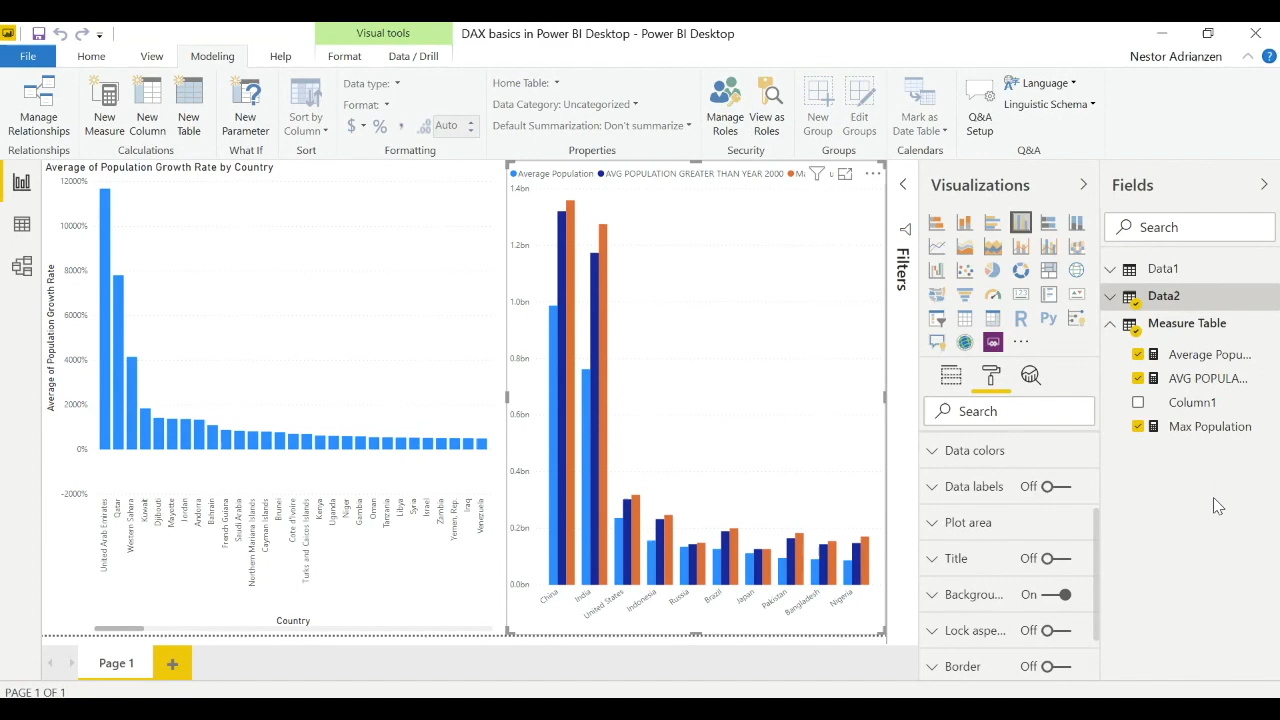 Visual tools
DAX basics in Power BI Desktop - Power BI Desktop
File
Home
View
Modeling
Help
Format
Data / Drill
Nestor Adrianzen
Manage Relationships
Relationships
New Measure
New Column
New Table
Calculations
New Parameter
What If
Sort by Column
Sort
Data type:
Format:
$ % , Auto
Formatting
Home Table:
Data Category: Uncategorized
Default Summarization: Don't summarize
Properties
Manage Roles
View as Roles
Security
New Group
Edit Groups
Groups
Mark as Date Table
Calendars
Q&A Setup
Language
Linguistic Schema
Q&A
Average of Population Growth Rate by Country
12000%
10000%
8000%
6000%
4000%
2000%
0%
-2000%
Average of Population Growth Rate
United Arab Emirates
Qatar
Western Sahara
Kuwait
Djibouti
Mayotte
Jordan
Andorra
Bahrain
French Guiana
Saudi Arabia
Northern Mariana Islands
Cayman Islands
Brunei
Cote d'Ivoire
Turks and Caicos Islands
Kenya
Uganda
Niger
Gambia
Oman
Tanzania
Libya
Syria
Israel
Zambia
Yemen, Rep.
Iraq
Venezuela
Country
Average Population
AVG POPULATION GREATER THAN YEAR 2000
1.4bn
1.2bn
1.0bn
0.8bn
0.6bn
0.4bn
0.2bn
0.0bn
China
India
United States
Indonesia
Russia
Brazil
Japan
Pakistan
Bangladesh
Nigeria
Filters
Visualizations
R
Py
Search
Data colors
Data labels Off
Plot area
Title Off
Backgrou... On
Lock aspe... Off
Border Off
Fields
Search
Data1
Data2
Measure Table
Average Popu...
AVG POPULA...
Column1
Max Population
Page 1
PAGE 1 OF 1